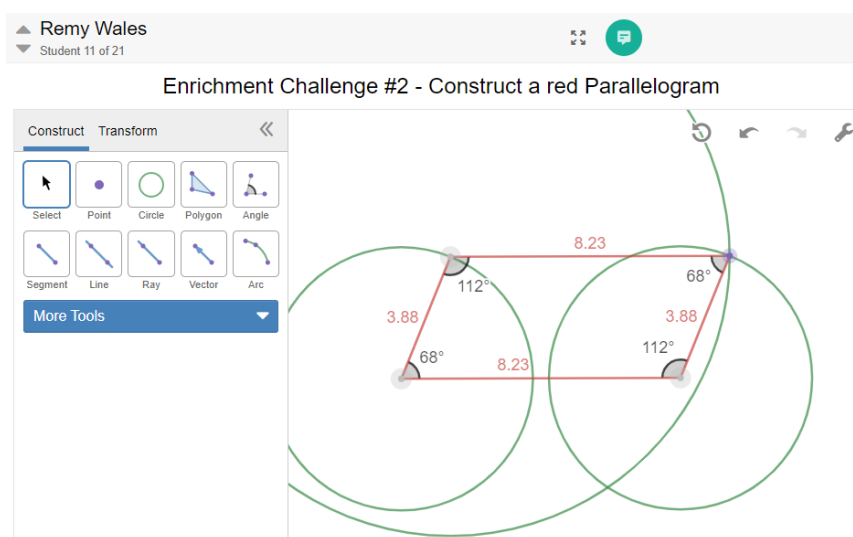 Remy Wales
Student 11 of 21
Enrichment Challenge #2 - Construct a red Parallelogram
Construct Transform
Select Point Circle Polygon Angle
Segment Line Ray Vector Arc
More Tools
8.23
112°
68°
3.88
3.88
68°
112°
8.23